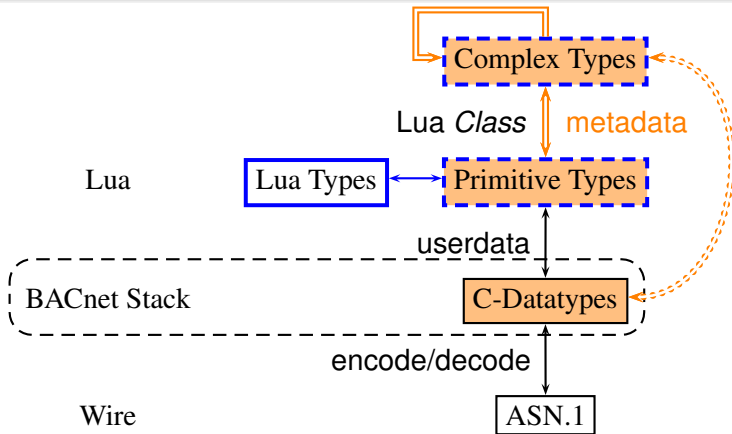 Complex Types
Lua Class metadata
Lua Lua Types Primitive Types
userdata
BACnet Stack C-Datatypes
encode/decode
Wire ASN.1